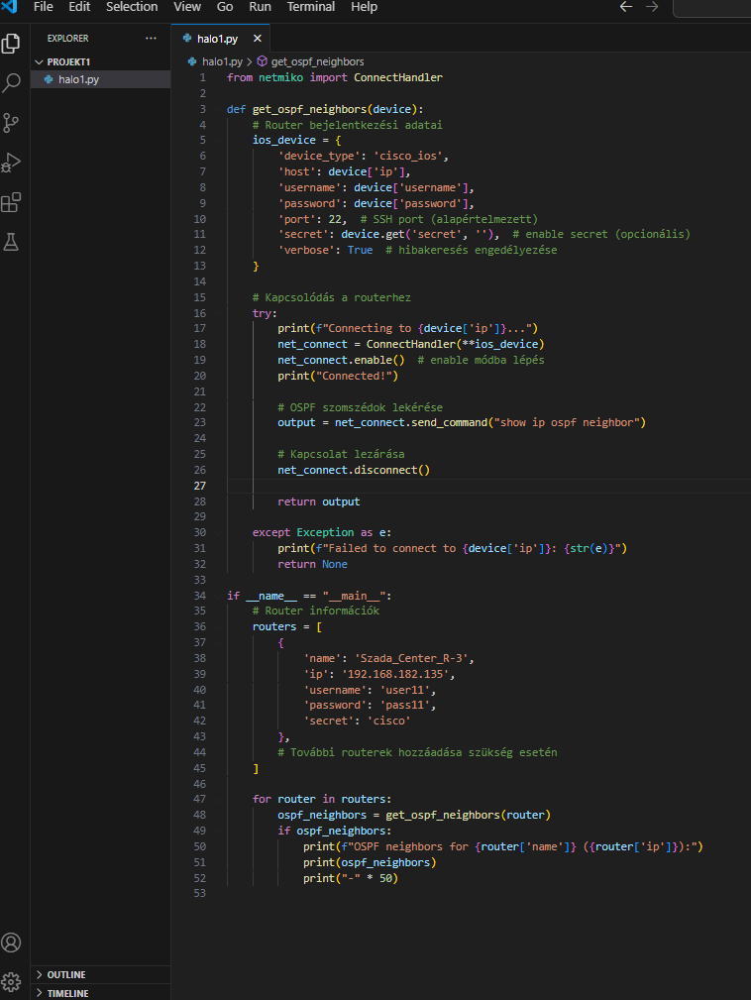 File Edit Selection View Go Run Terminal Help
EXPLORER ···
halo1.py ×
PROJEKT1
halo1.py
halo1.py > get_ospf_neighbors
1 from netmiko import ConnectHandler
2
3 def get_ospf_neighbors(device):
4     # Router bejelentkezési adatai
5     ios_device = {
6         'device_type': 'cisco_ios',
7         'host': device['ip'],
8         'username': device['username'],
9         'password': device['password'],
10         'port': 22,  # SSH port (alapértelmezett)
11         'secret': device.get('secret', ''),  # enable secret (opcionális)
12         'verbose': True  # hibakeresés engedélyezése
13     }
14
15     # Kapcsolódás a routerhez
16     try:
17         print(f"Connecting to {device['ip']}...")
18         net_connect = ConnectHandler(**ios_device)
19         net_connect.enable()  # enable módba lépés
20         print("Connected!")
21
22         # OSPF szomszédok lekérése
23         output = net_connect.send_command("show ip ospf neighbor")
24
25         # Kapcsolat lezárása
26         net_connect.disconnect()
27
28         return output
29
30     except Exception as e:
31         print(f"Failed to connect to {device['ip']}: {str(e)}")
32         return None
33
34 if __name__ == "__main__":
35     # Router információk
36     routers = [
37         {
38             'name': 'Szada_Center_R-3',
39             'ip': '192.168.182.135',
40             'username': 'user11',
41             'password': 'pass11',
42             'secret': 'cisco'
43         },
44         # További routerek hozzáadása szükség esetén
45     ]
46
47     for router in routers:
48         ospf_neighbors = get_ospf_neighbors(router)
49         if ospf_neighbors:
50             print(f"OSPF neighbors for {router['name']} ({router['ip']}):")
51             print(ospf_neighbors)
52             print("-" * 50)
53
OUTLINE
TIMELINE